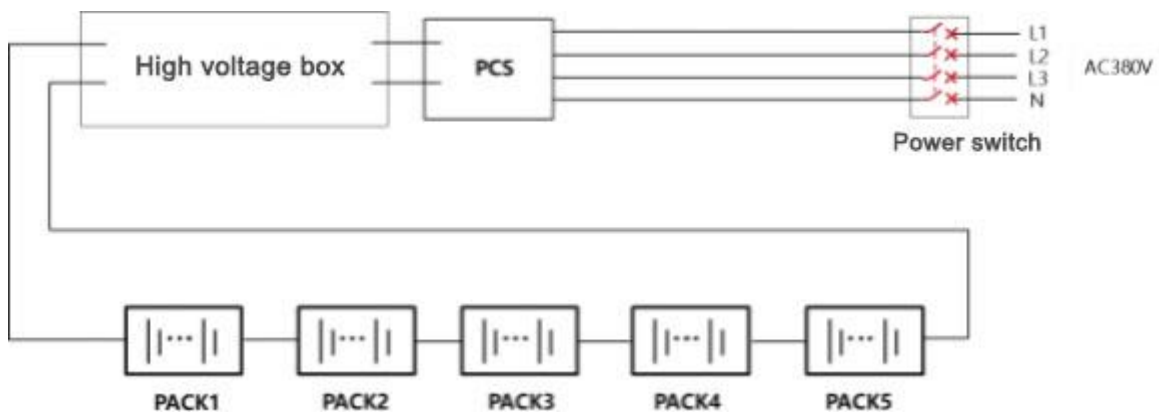 High voltage box
PCS
L1
L2
L3
N
AC380V
Power switch
PACK1
PACK2
PACK3
PACK4
PACK5